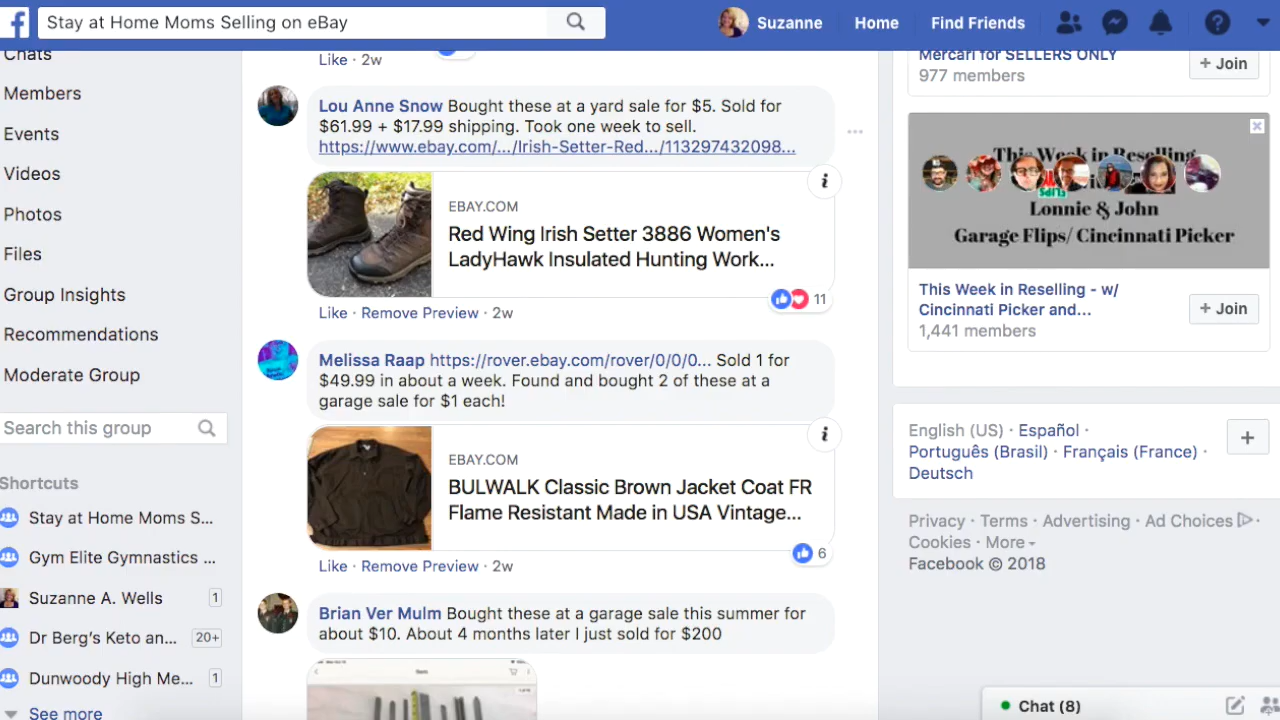 Stay at Home Moms Selling on eBay
Suzanne
Home
Find Friends
Chats
Members
Events
Videos
Photos
Files
Group Insights
Recommendations
Moderate Group
Search this group
Shortcuts
Stay at Home Moms S...
Gym Elite Gymnastics ...
Suzanne A. Wells 1
Dr Berg's Keto an... 20+
Dunwoody High Me... 1
See more
Like · 2w
Lou Anne Snow Bought these at a yard sale for $5. Sold for
$61.99 + $17.99 shipping. Took one week to sell.
https://www.ebay.com/.../Irish-Setter-Red.../113297432098...
EBAY.COM
Red Wing Irish Setter 3886 Women's
LadyHawk Insulated Hunting Work...
11
Like · Remove Preview · 2w
Melissa Raap https://rover.ebay.com/rover/0/0/0... Sold 1 for
$49.99 in about a week. Found and bought 2 of these at a
garage sale for $1 each!
EBAY.COM
BULWALK Classic Brown Jacket Coat FR
Flame Resistant Made in USA Vintage...
6
Like · Remove Preview · 2w
Brian Ver Mulm Bought these at a garage sale this summer for
about $10. About 4 months later I just sold for $200
Mercari for SELLERS ONLY
977 members
+ Join
This Week in Reselling
Lonnie & John
Garage Flips/ Cincinnati Picker
This Week in Reselling - w/
Cincinnati Picker and...
1,441 members
+ Join
English (US) · Español ·
Português (Brasil) · Français (France) ·
Deutsch
Privacy · Terms · Advertising · Ad Choices ·
Cookies · More
Facebook © 2018
Chat (8)